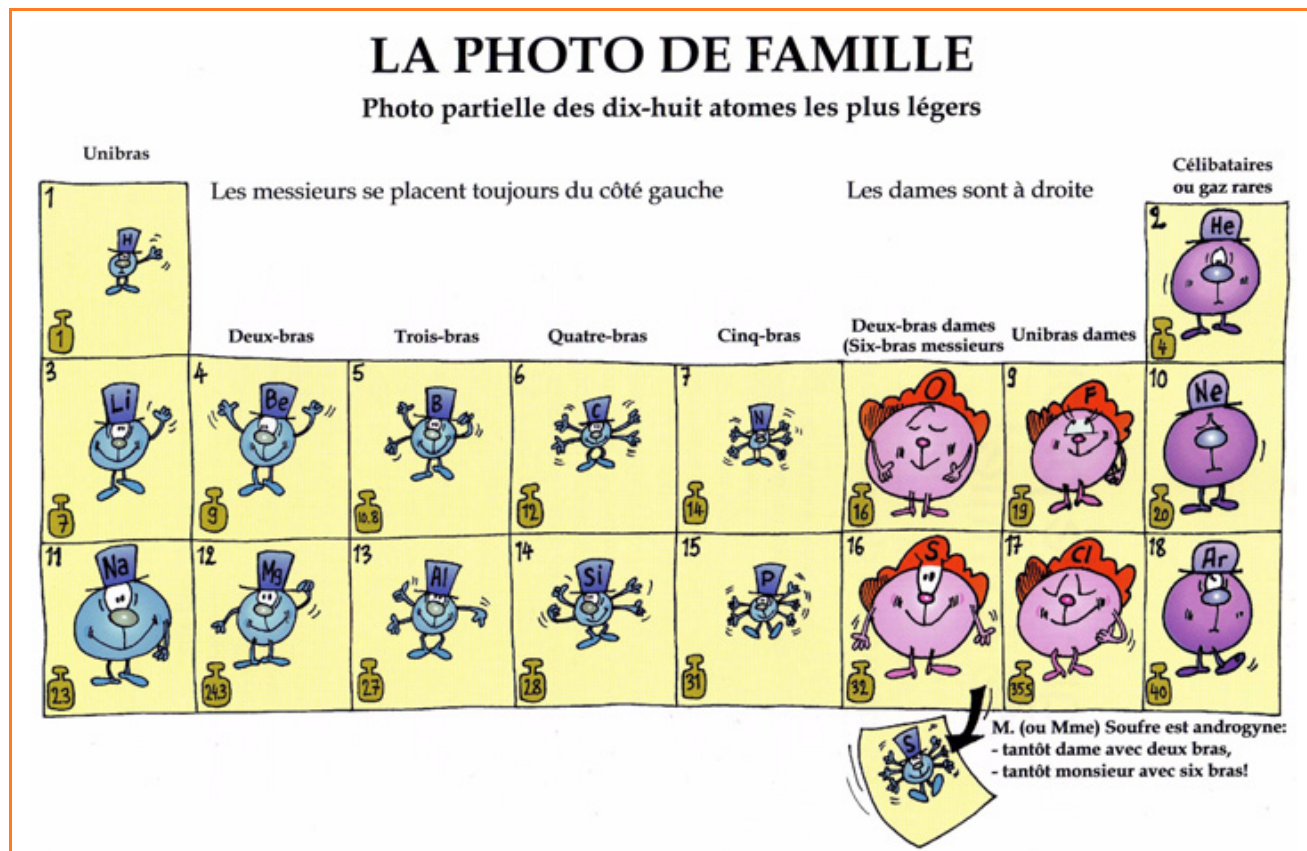 LA PHOTO DE FAMILLE
Photo partielle des dix-huit atomes les plus légers
Unibras
Les messieurs se placent toujours du côté gauche
Les dames sont à droite
Célibataires
ou gaz rares
1
H
1
2
He
4
Deux-bras
Trois-bras
Quatre-bras
Cinq-bras
Deux-bras dames
(Six-bras messieurs
Unibras dames
3
Li
7
4
Be
9
5
B
10.8
6
C
12
7
N
14
O
16
9
F
19
10
Ne
20
11
Na
23
12
Mg
24.3
13
Al
27
14
Si
28
15
P
31
16
S
32
17
Cl
35.5
18
Ar
40
S
M. (ou Mme) Soufre est androgyne:
- tantôt dame avec deux bras,
- tantôt monsieur avec six bras!